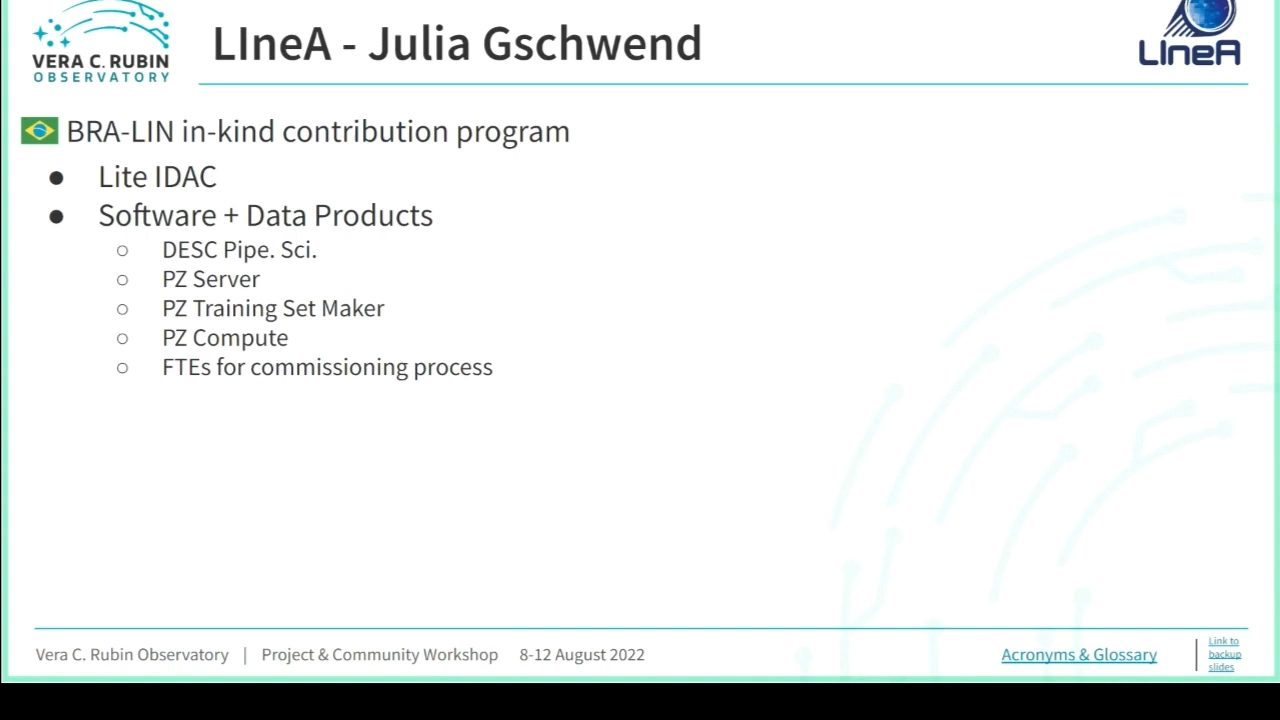 VERA C. RUBIN
OBSERVATORY
LIneA - Julia Gschwend
LIneA
BRA-LIN in-kind contribution program
● Lite IDAC
● Software + Data Products
○ DESC Pipe. Sci.
○ PZ Server
○ PZ Training Set Maker
○ PZ Compute
○ FTEs for commissioning process
Vera C. Rubin Observatory | Project & Community Workshop 8-12 August 2022
Acronyms & Glossary
Link to
backup
slides